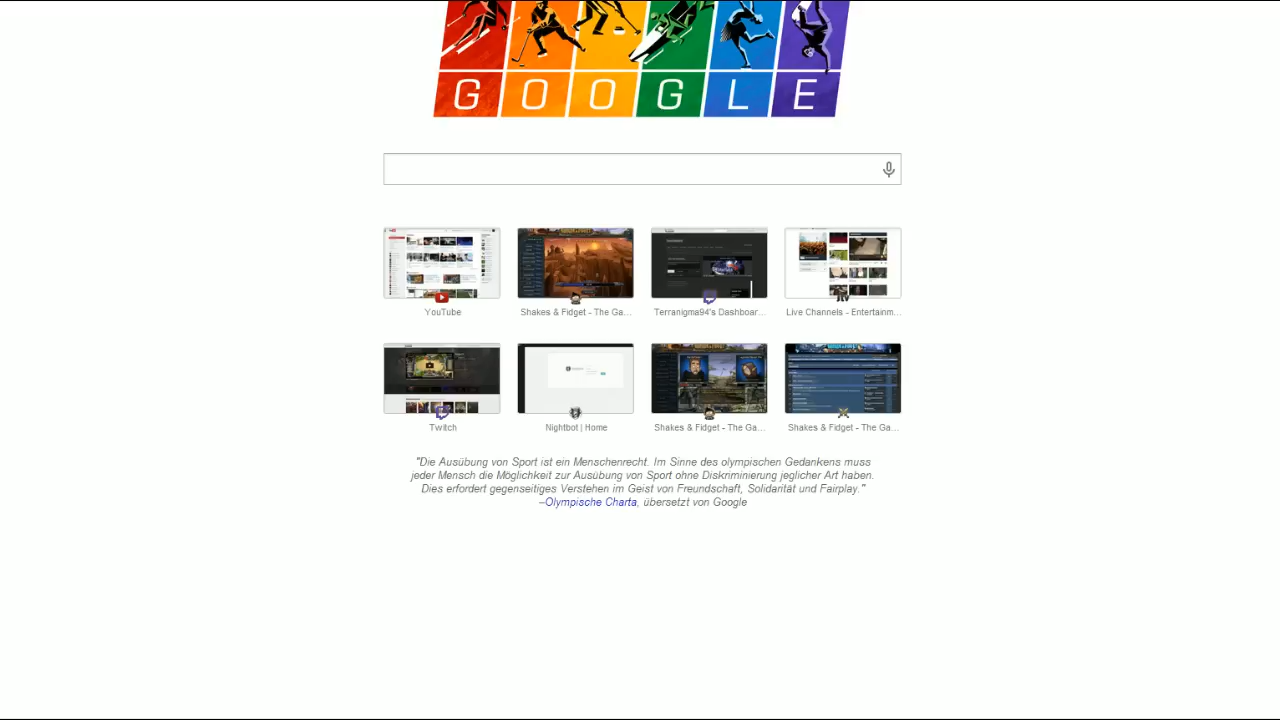 GOOGLE
YouTube
Shakes & Fidget - The Ga...
Terranigma94's Dashboar...
Live Channels - Entertainm...
Twitch
Nightbot | Home
Shakes & Fidget - The Ga...
Shakes & Fidget - The Ga...
"Die Ausübung von Sport ist ein Menschenrecht. Im Sinne des olympischen Gedankens muss
jeder Mensch die Möglichkeit zur Ausübung von Sport ohne Diskriminierung jeglicher Art haben.
Dies erfordert gegenseitiges Verstehen im Geist von Freundschaft, Solidarität und Fairplay."
–Olympische Charta, übersetzt von Google